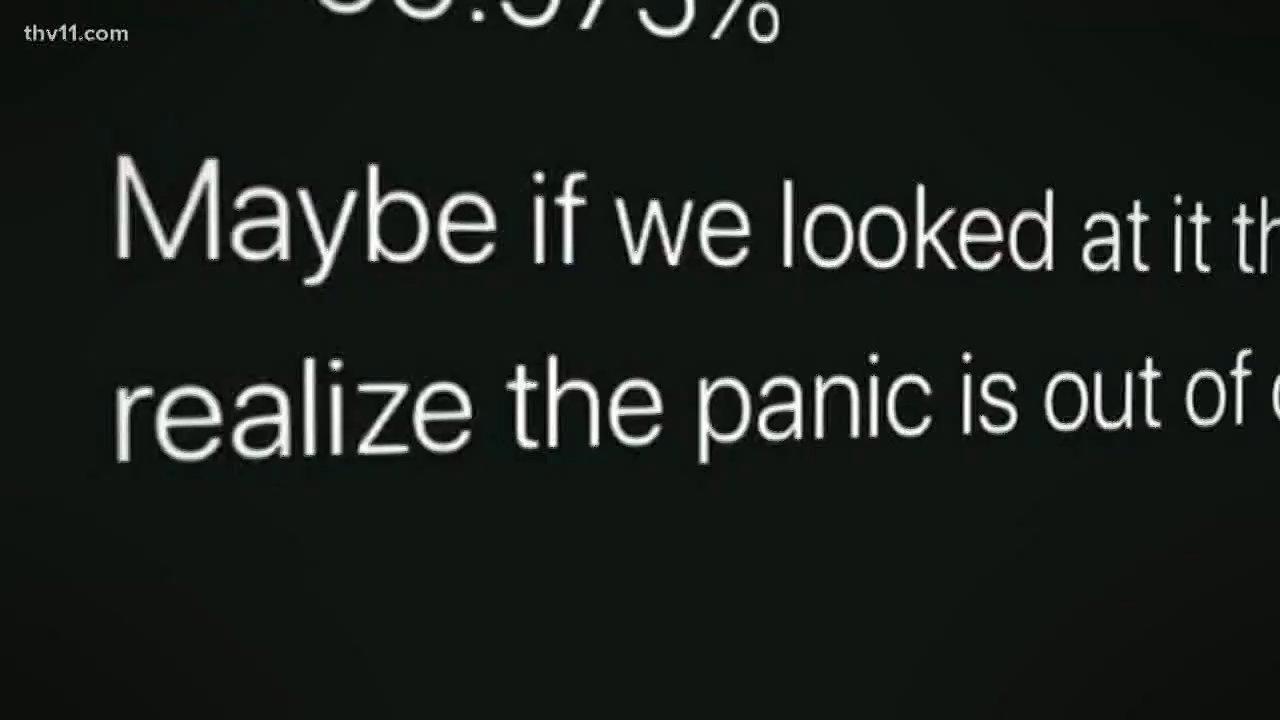 thv11.com
Maybe if we looked at it
realize the panic is out of